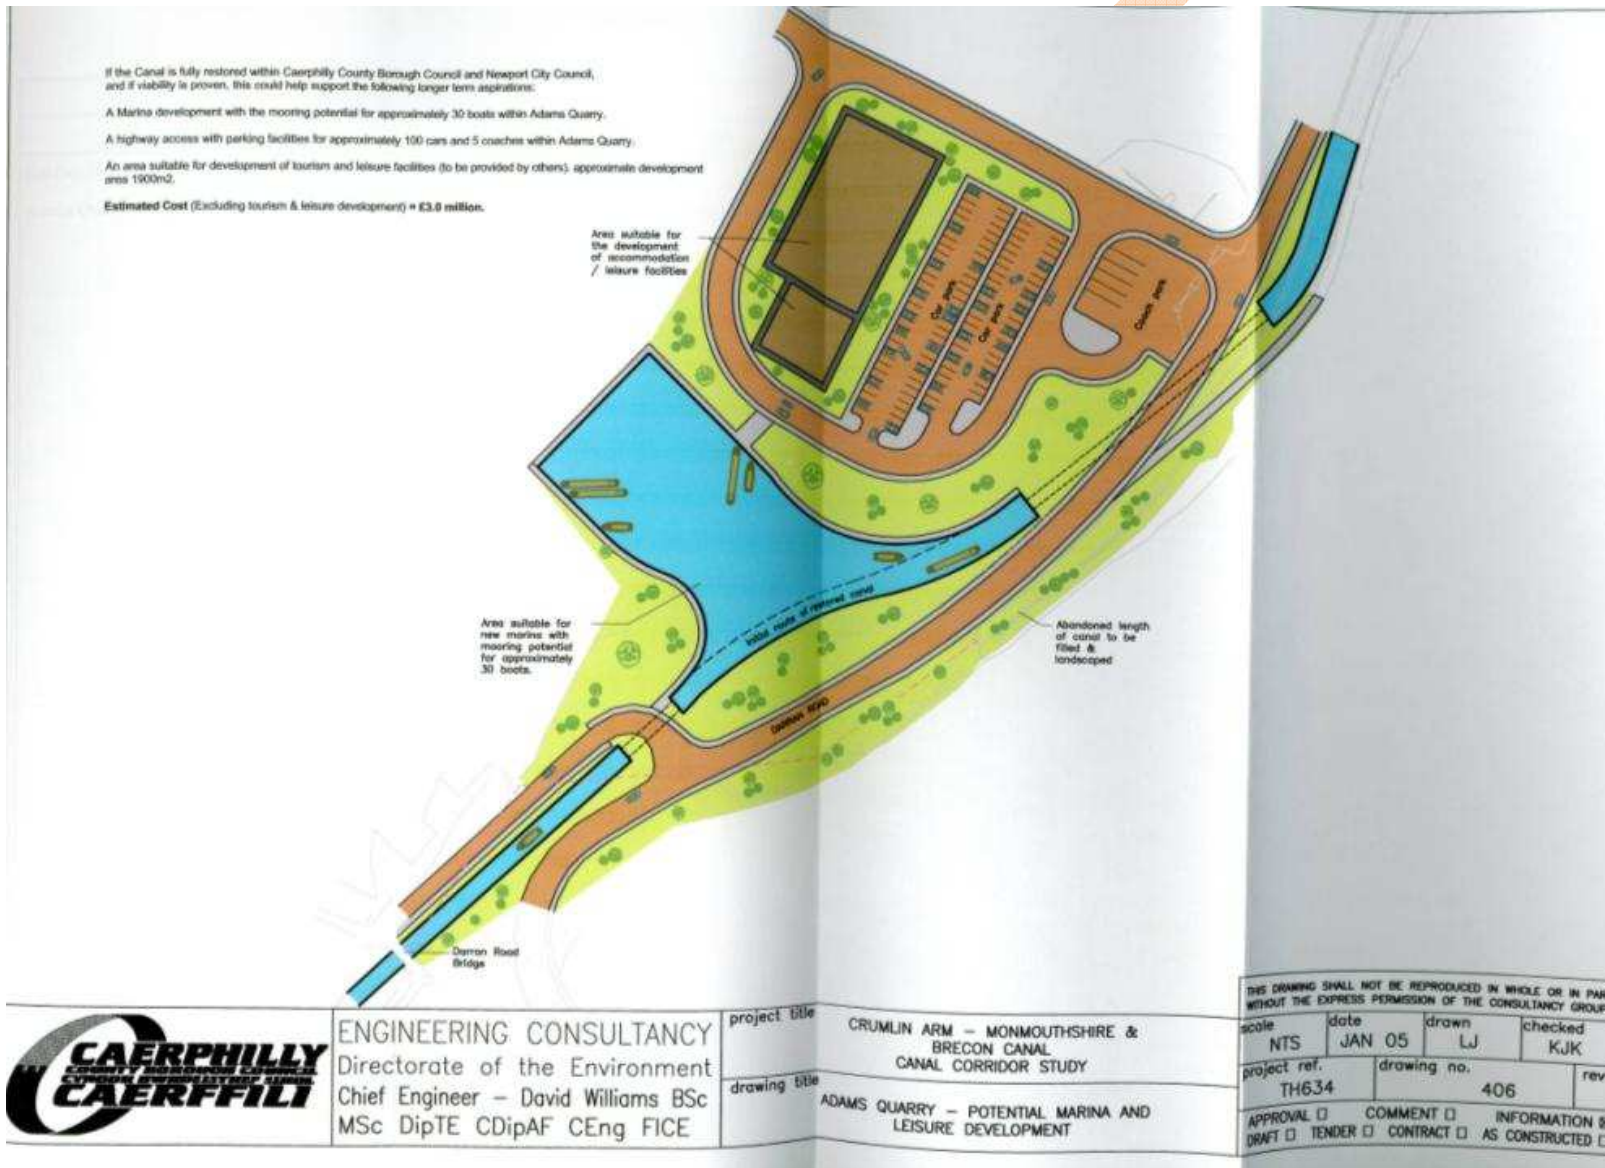 If the Canal is fully restored within Caerphilly County Borough Council and Newport City Council,
and if viability is proven, this could help support the following longer term aspirations:
A Marina development with the mooring potential for approximately 30 boats within Adams Quarry.
A highway access with parking facilities for approximately 100 cars and 5 coaches within Adams Quarry.
An area suitable for development of tourism and leisure facilities (to be provided by others), approximate development
area 1900m2.
Estimated Cost (Excluding tourism & leisure development) = £3.0 million.
Area suitable for
the development
of accommodation
/ leisure facilities
Car park
Car park
Coach park
Area suitable for
new marina with
mooring potential
for approximately
30 boats.
Initial route of restored canal
Abandoned length
of canal to be
filled &
landscaped
DARRAN ROAD
Darran Road
Bridge
CAERPHILLY
COUNTY BOROUGH COUNCIL
CYNGOR BWRDEISTREF SIROL
CAERFFILI
ENGINEERING CONSULTANCY
Directorate of the Environment
Chief Engineer – David Williams BSc
MSc DipTE CDipAF CEng FICE
project title
CRUMLIN ARM – MONMOUTHSHIRE &
BRECON CANAL
CANAL CORRIDOR STUDY
drawing title
ADAMS QUARRY – POTENTIAL MARINA AND
LEISURE DEVELOPMENT
THIS DRAWING SHALL NOT BE REPRODUCED IN WHOLE OR IN PAR
WITHOUT THE EXPRESS PERMISSION OF THE CONSULTANCY GROUP
scale
NTS
date
JAN 05
drawn
LJ
checked
KJK
project ref.
TH634
drawing no.
406
rev
APPROVAL COMMENT INFORMATION
DRAFT TENDER CONTRACT AS CONSTRUCTED